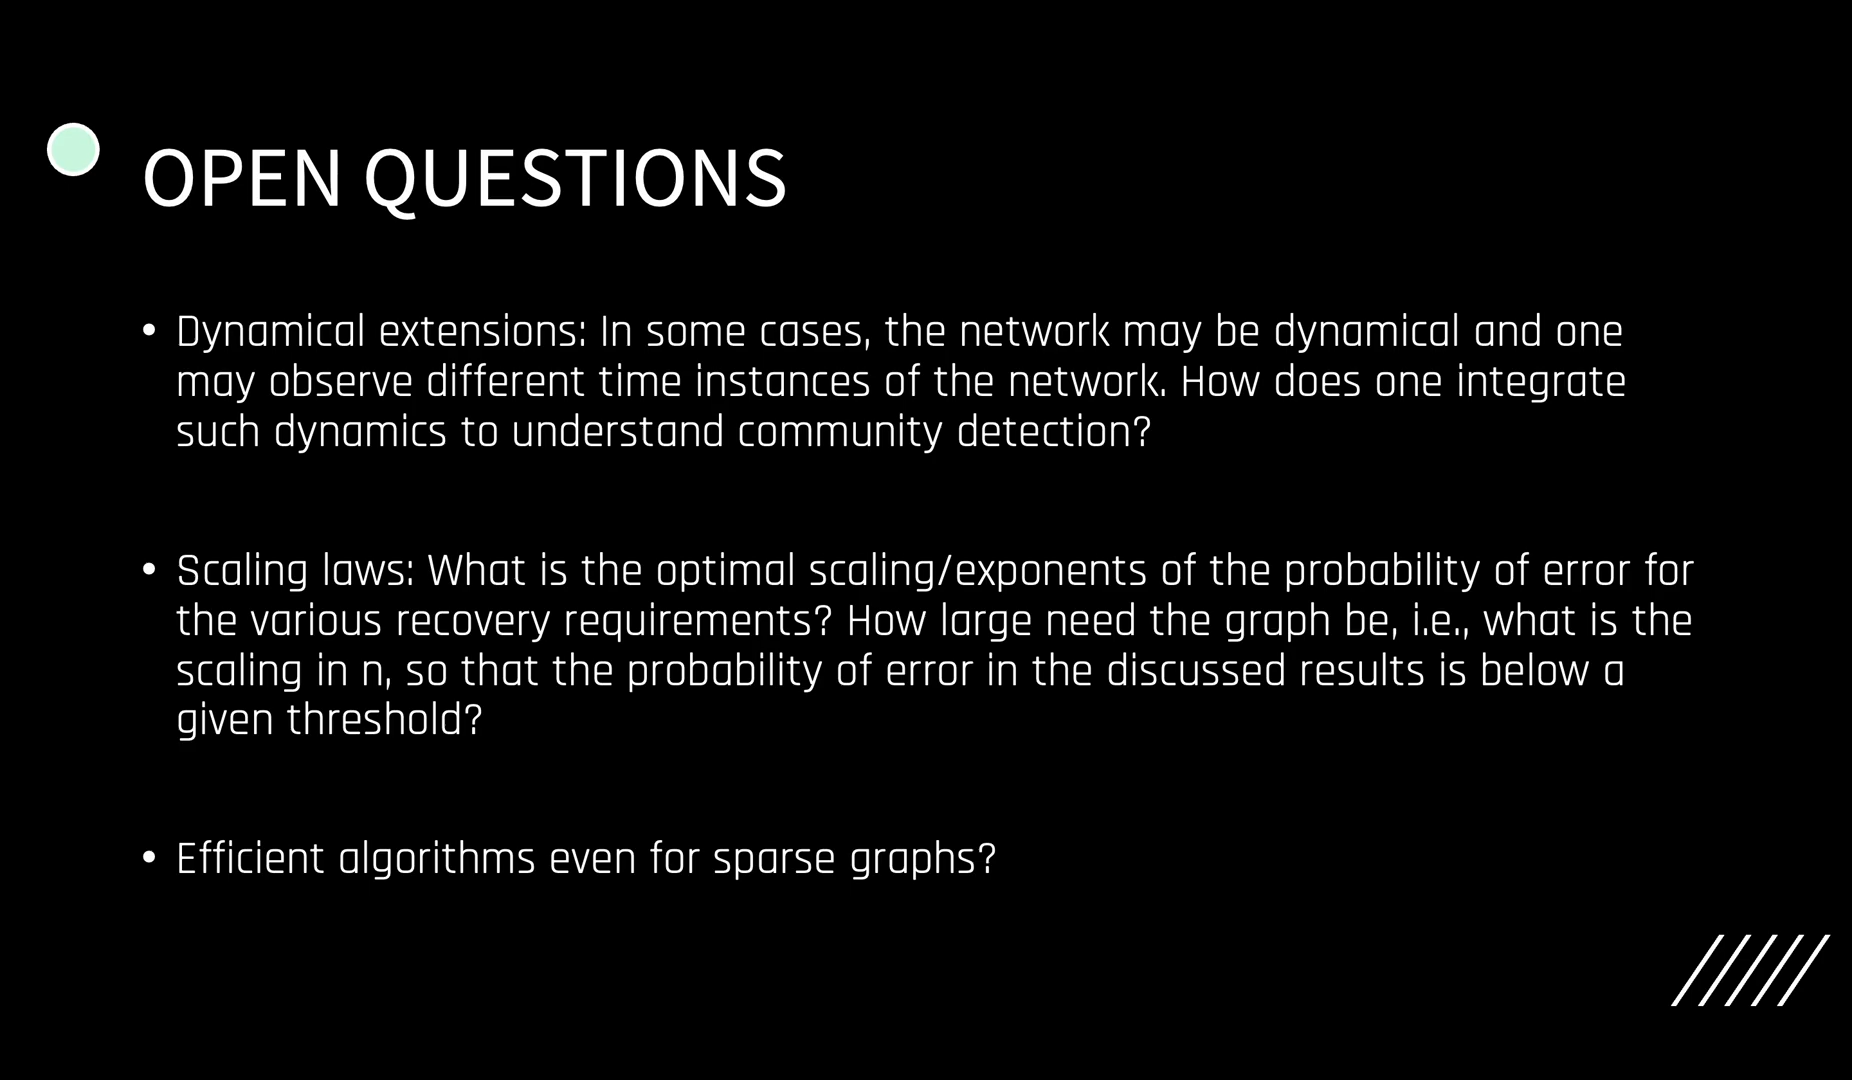 OPEN QUESTIONS
• Dynamical extensions: In some cases, the network may be dynamical and one
may observe different time instances of the network. How does one integrate
such dynamics to understand community detection?
• Scaling laws: What is the optimal scaling/exponents of the probability of error for
the various recovery requirements? How large need the graph be, i.e., what is the
scaling in n, so that the probability of error in the discussed results is below a
given threshold?
• Efficient algorithms even for sparse graphs?